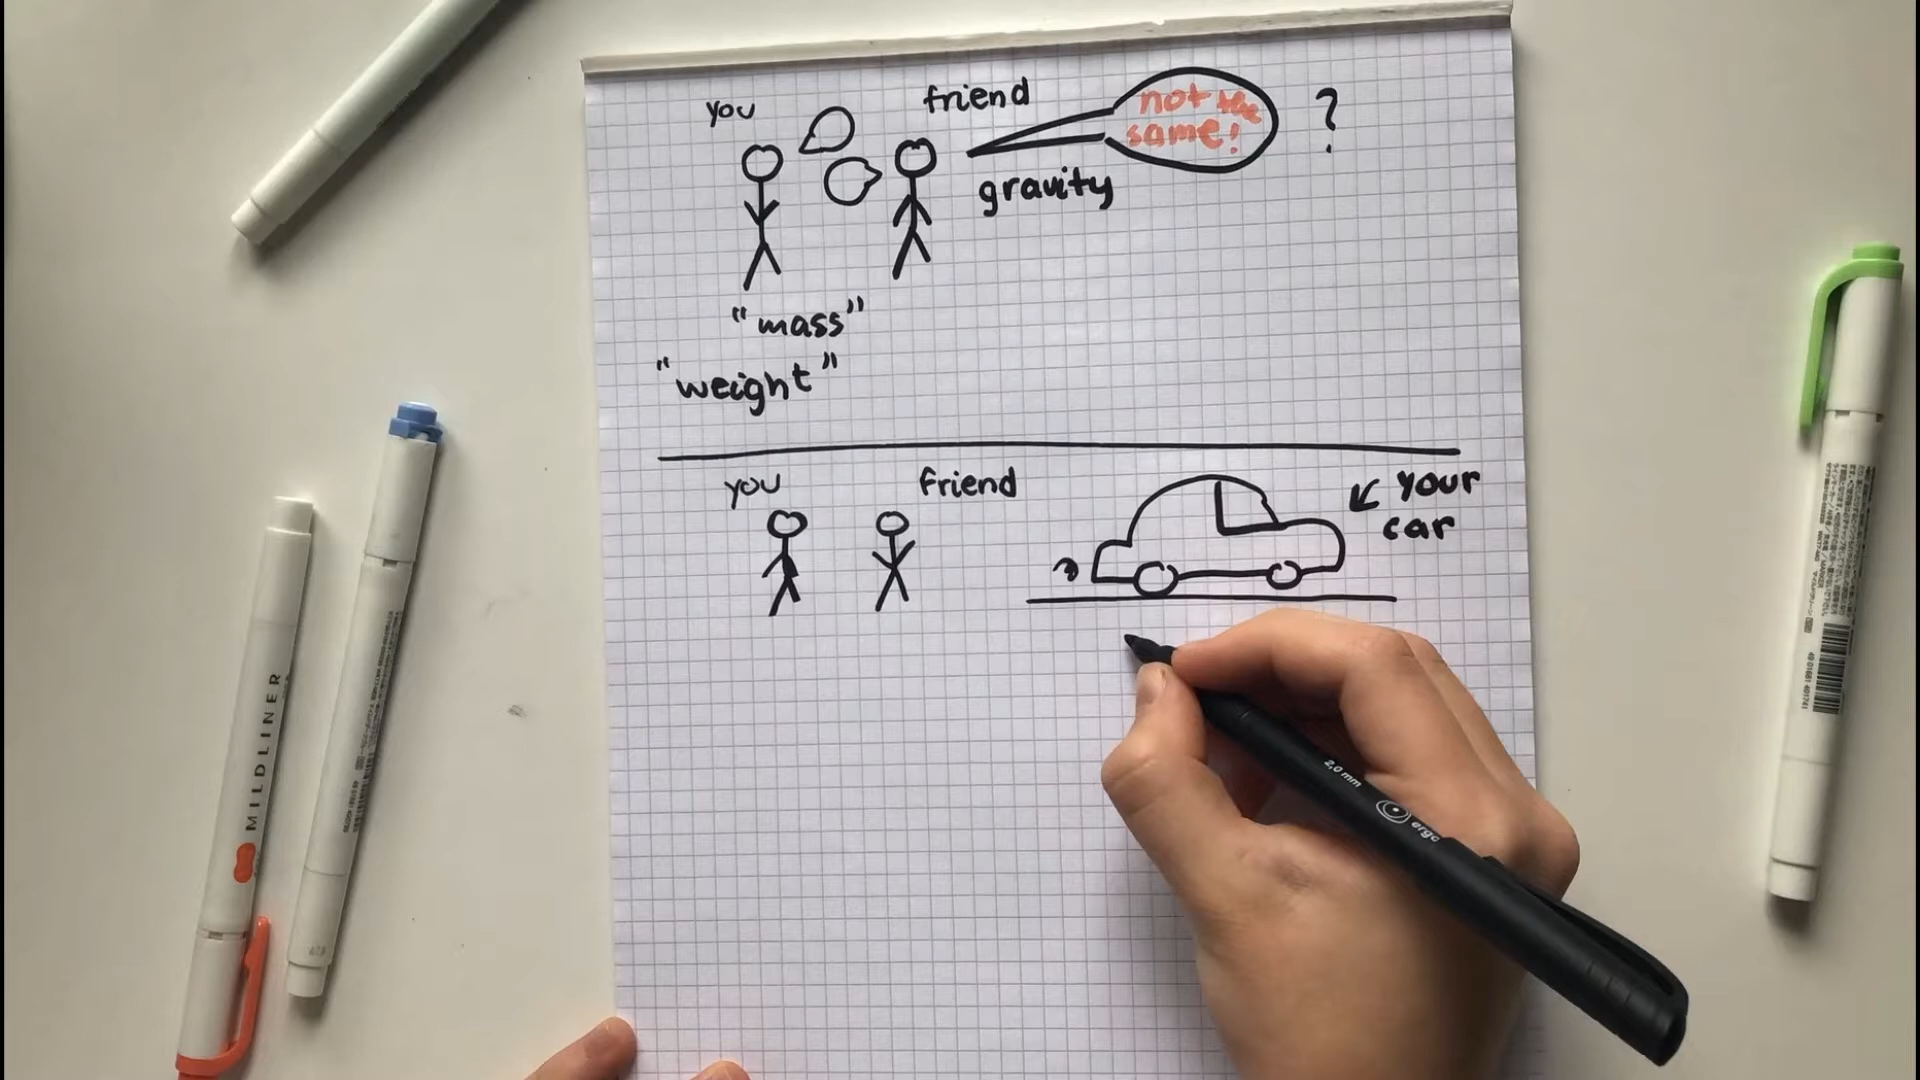 you
friend
not the
same!
?
gravity
"mass"
"weight"
you
friend
your
car
MILDLINER
2,0 mm
ergo